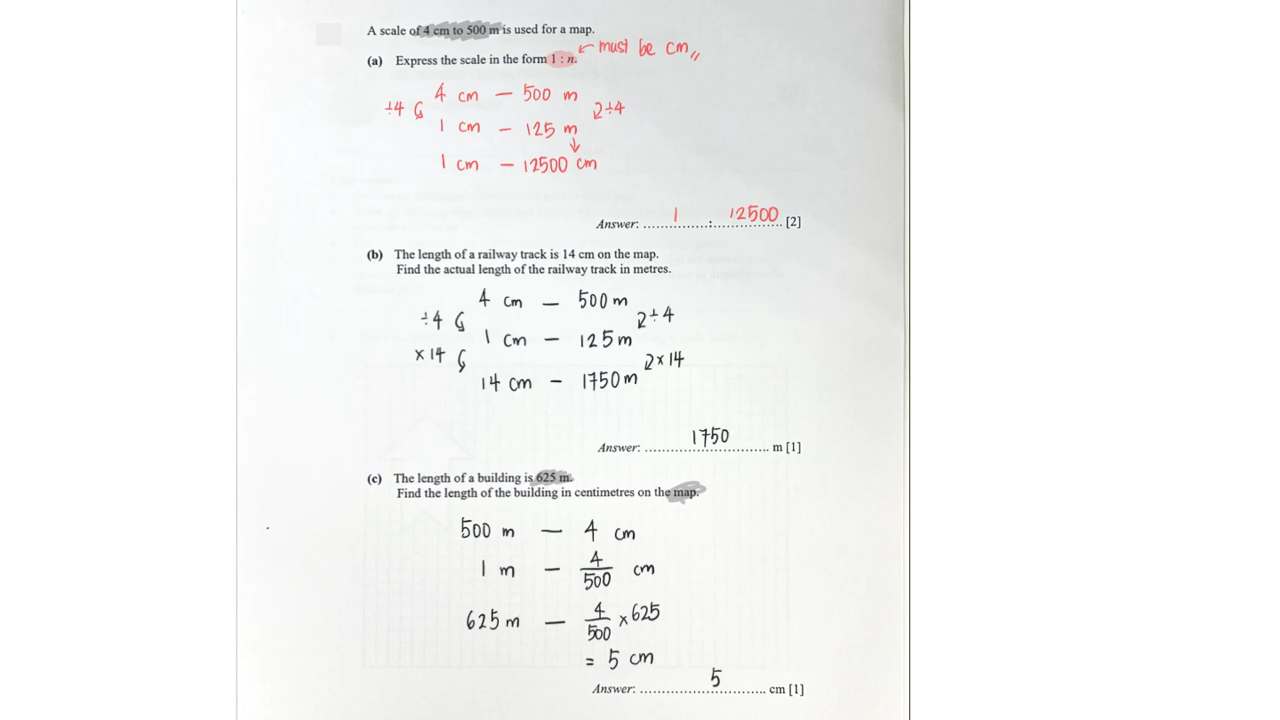 A scale of 4 cm to 500 m is used for a map.
(a) Express the scale in the form 1 : n. must be cm,,
4 cm — 500 m
÷4 ÷4
1 cm — 125 m
1 cm — 12500 cm
Answer: 1 : 12500 [2]
(b) The length of a railway track is 14 cm on the map.
Find the actual length of the railway track in metres.
4 cm — 500 m
÷4 ÷4
1 cm — 125 m
×14 ×14
14 cm — 1750 m
Answer: 1750 m [1]
(c) The length of a building is 625 m.
Find the length of the building in centimetres on the map.
500 m — 4 cm
1 m — 4/500 cm
625 m — 4/500 × 625
= 5 cm
Answer: 5 cm [1]